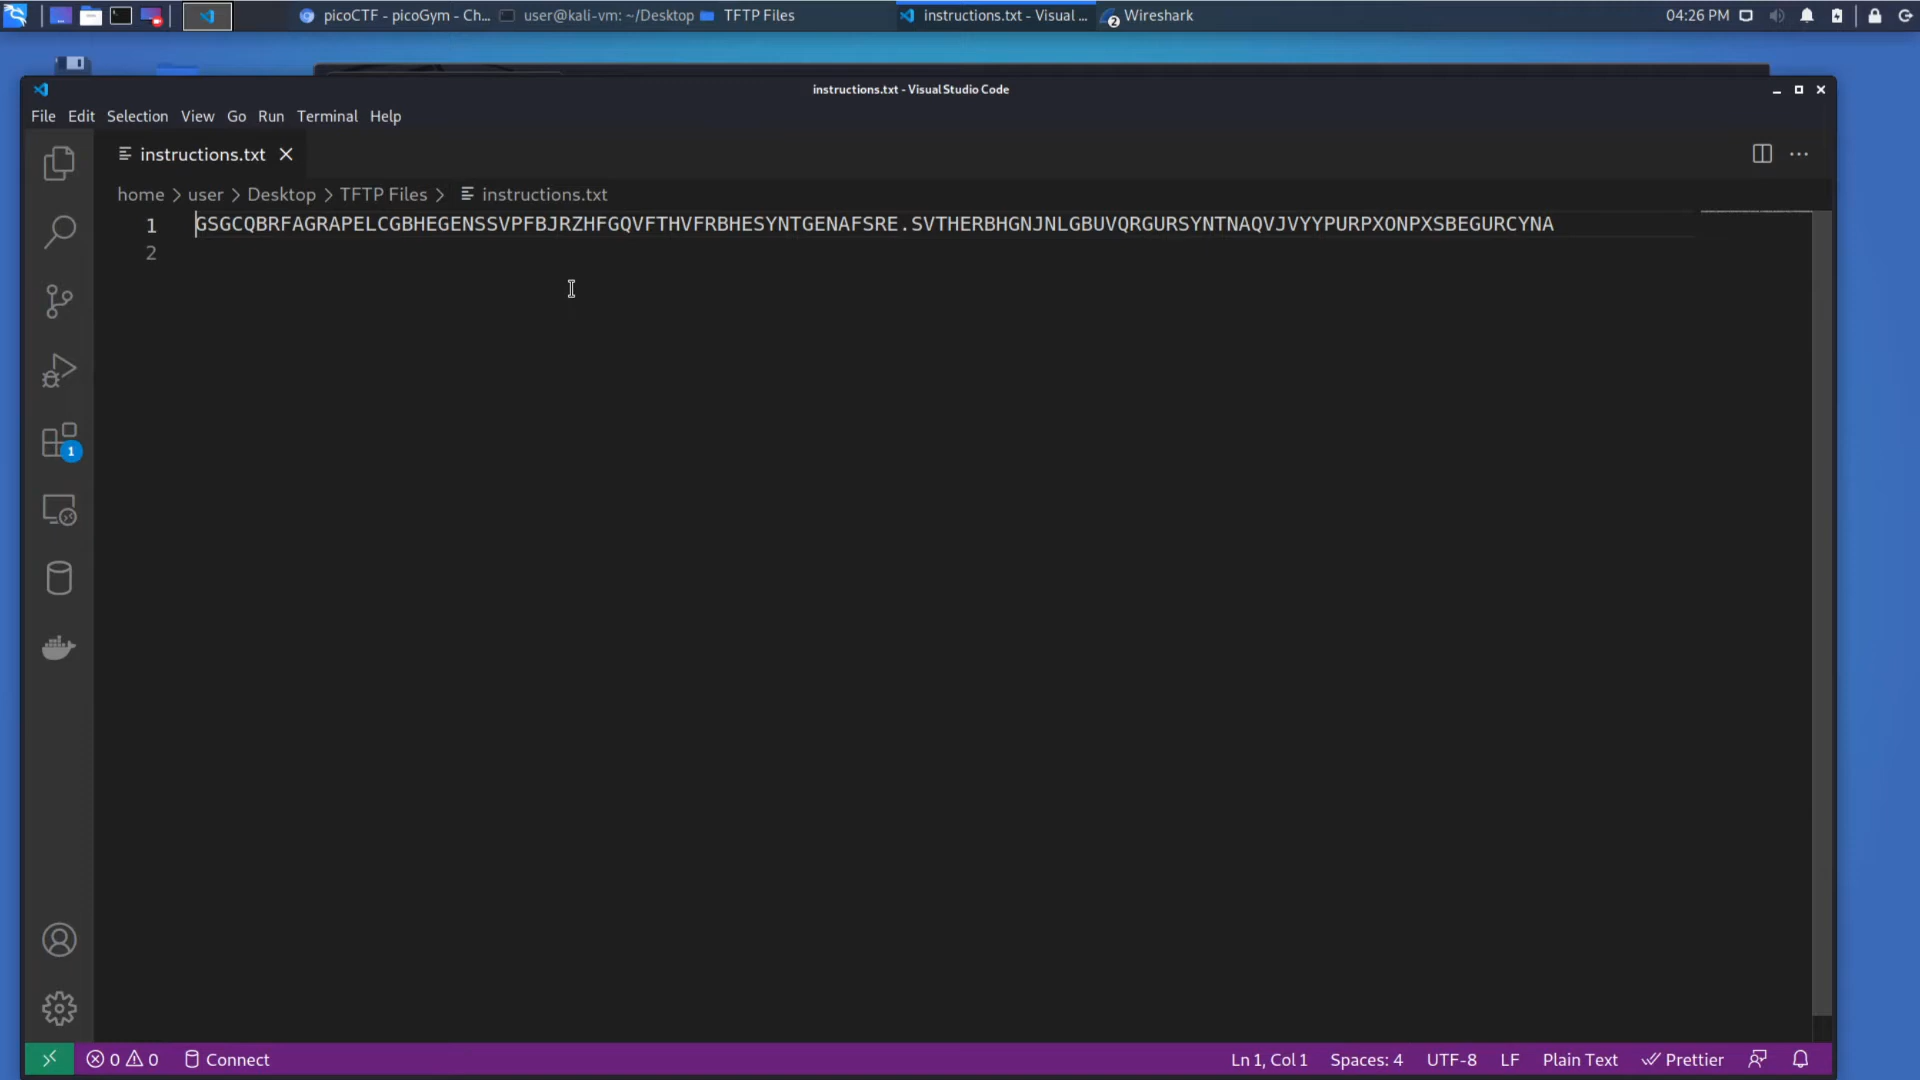 picoCTF - picoGym - Ch...
user@kali-vm: ~/Desktop
TFTP Files
instructions.txt - Visual ...
2
Wireshark
04:26 PM
instructions.txt - Visual Studio Code
File Edit Selection View Go Run Terminal Help
instructions.txt
home > user > Desktop > TFTP Files > instructions.txt
1 GSGCQBRFAGRAPELCGBHEGENSSVPFBJRZHFGQVFTHVFRBHESYNTGENAFSRE.SVTHERBHGNJNLGBUVQRGURSYNTNAQVJVYYPURPXONPXSBEGURCYNA
2
1
0 0 Connect
Ln 1, Col 1 Spaces: 4 UTF-8 LF Plain Text Prettier